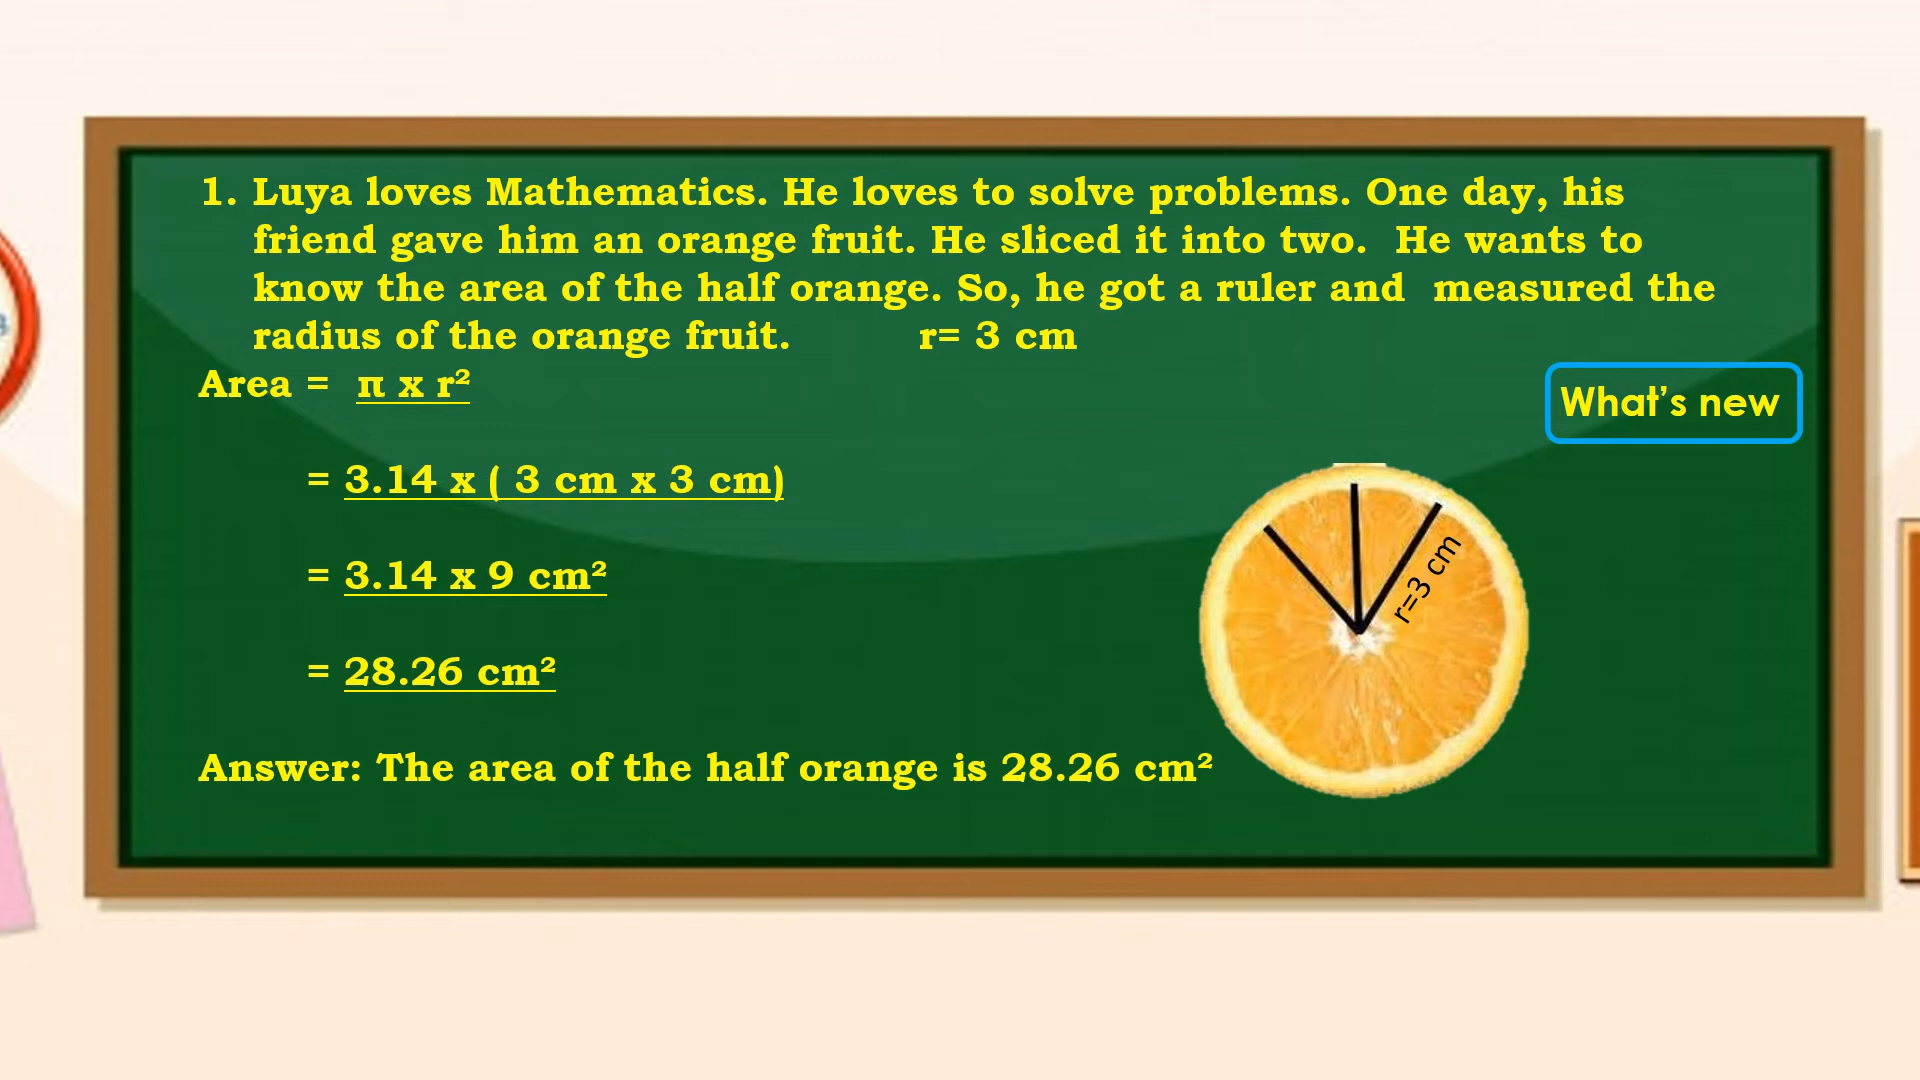 1. Luya loves Mathematics. He loves to solve problems. One day, his
friend gave him an orange fruit. He sliced it into two. He wants to
know the area of the half orange. So, he got a ruler and measured the
radius of the orange fruit. r= 3 cm
Area = π x r²
What's new
= 3.14 x ( 3 cm x 3 cm)
= 3.14 x 9 cm²
r=3 cm
= 28.26 cm²
Answer: The area of the half orange is 28.26 cm²